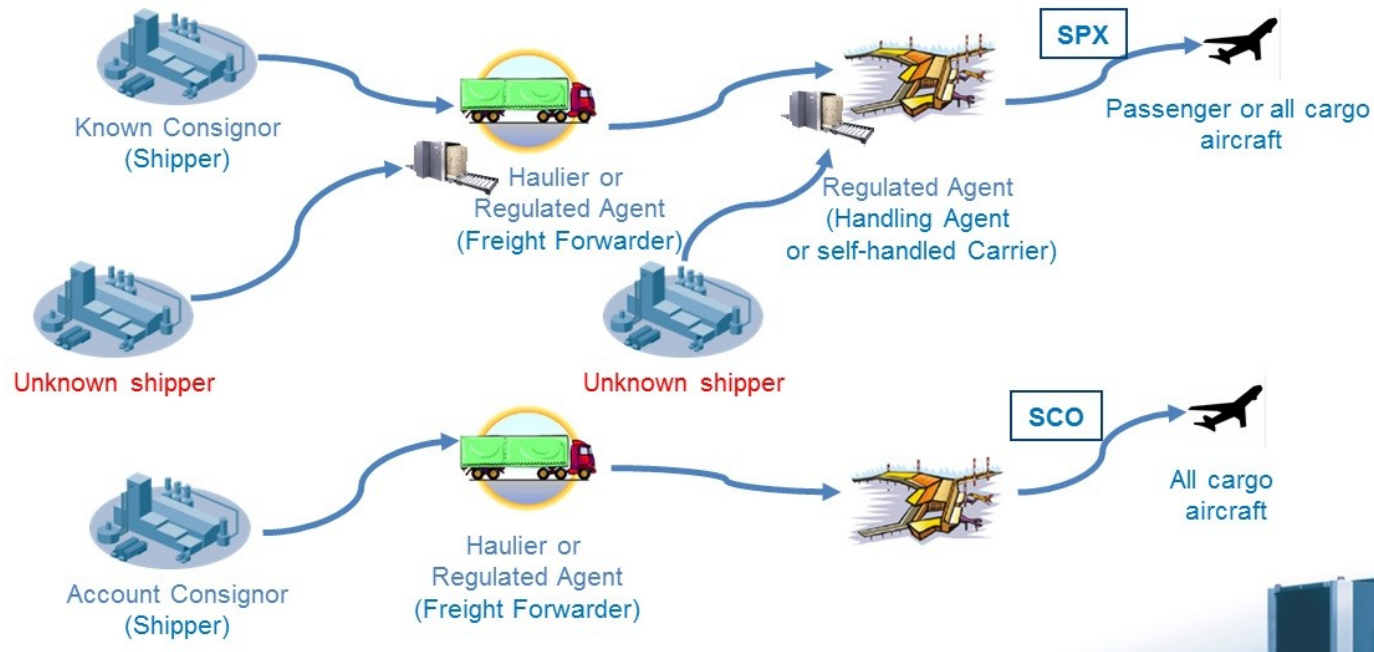 SPX
Passenger or all cargo
aircraft
Known Consignor
(Shipper)
Haulier or
Regulated Agent
(Freight Forwarder)
Regulated Agent
(Handling Agent
or self-handled Carrier)
Unknown shipper
Unknown shipper
SCO
All cargo
aircraft
Haulier or
Regulated Agent
(Freight Forwarder)
Account Consignor
(Shipper)